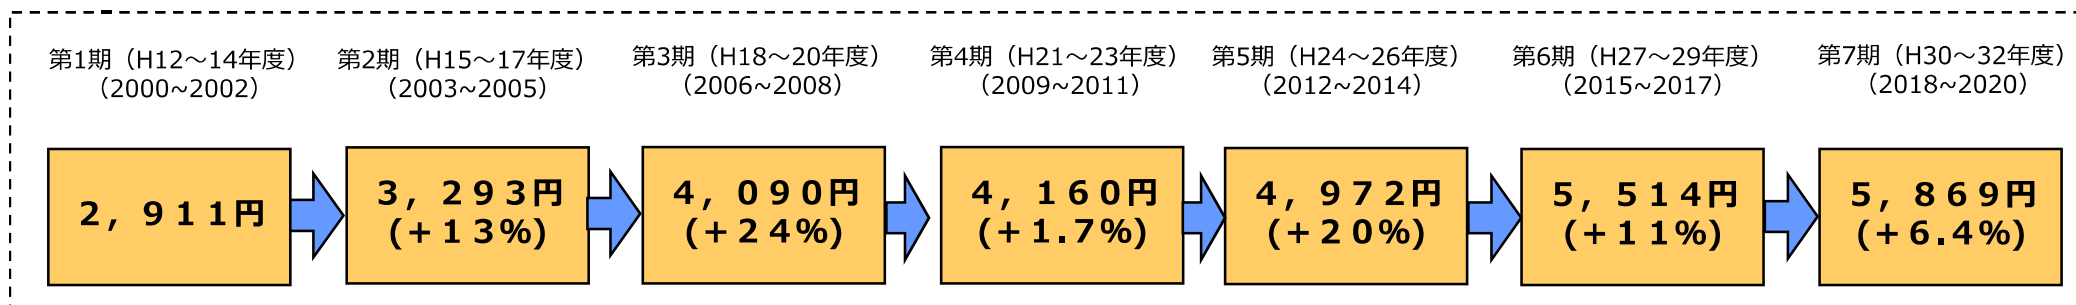 第1期（H12～14年度）
（2000~2002）
第2期（H15～17年度）
（2003~2005）
第3期（H18～20年度）
（2006~2008）
第4期（H21～23年度）
（2009~2011）
第5期（H24～26年度）
（2012~2014）
第6期（H27～29年度）
（2015~2017）
第7期（H30～32年度）
（2018~2020）
２，９１１円
３，２９３円
(＋１３%)
４，０９０円
(＋２４%)
４，１６０円
(＋1.7%)
４，９７２円
(＋２０%)
５，５１４円
(＋１１%)
５，８６９円
(＋６.４%)